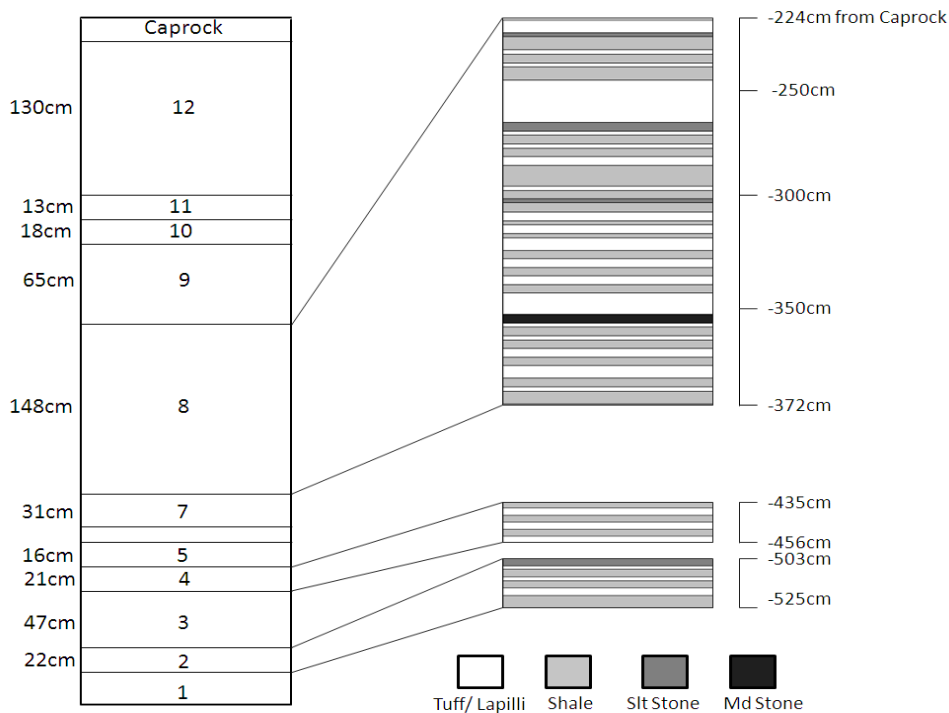 Caprock
130cm 12
13cm 11
18cm 10
65cm 9
148cm 8
31cm 7
16cm 5
21cm 4
47cm 3
22cm 2
1
-224cm from Caprock
-250cm
-300cm
-350cm
-372cm
-435cm
-456cm
-503cm
-525cm
Tuff/ Lapilli Shale Slt Stone Md Stone